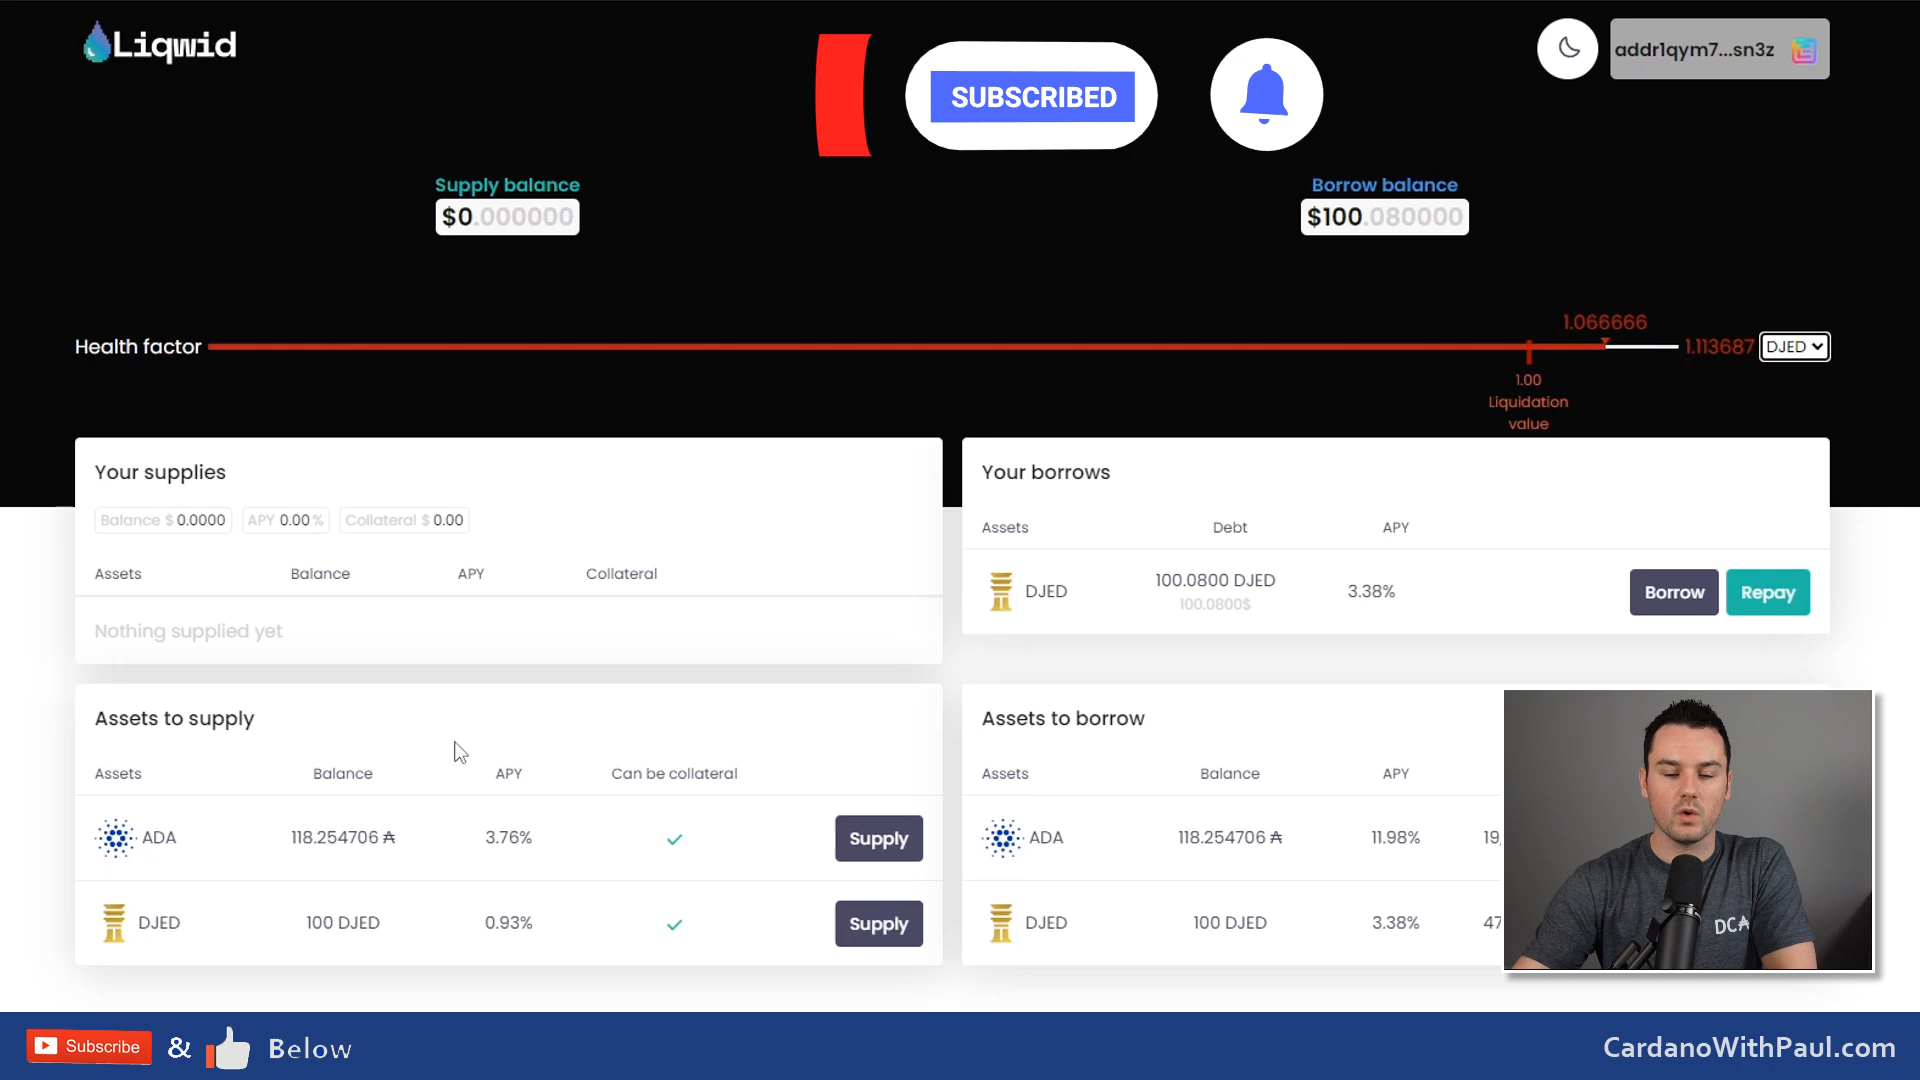 Liqwid
SUBSCRIBED
addr1qym7...sn3z
Supply balance
$0.000000
Borrow balance
$100.080000
Health factor
1.066666
1.113687
DJED
1.00
Liquidation
value
Your supplies
Balance $ 0.0000
APY 0.00 %
Collateral $ 0.00
Assets Balance APY Collateral
Nothing supplied yet
Your borrows
Assets Debt APY
DJED 100.0800 DJED 3.38% Borrow Repay
100.0800$
Assets to supply
Assets Balance APY Can be collateral
ADA 118.254706 ₳ 3.76% Supply
DJED 100 DJED 0.93% Supply
Assets to borrow
Assets Balance APY
ADA 118.254706 ₳ 11.98% 19,
DJED 100 DJED 3.38% 47
DC₳
Subscribe & Below
CardanoWithPaul.com